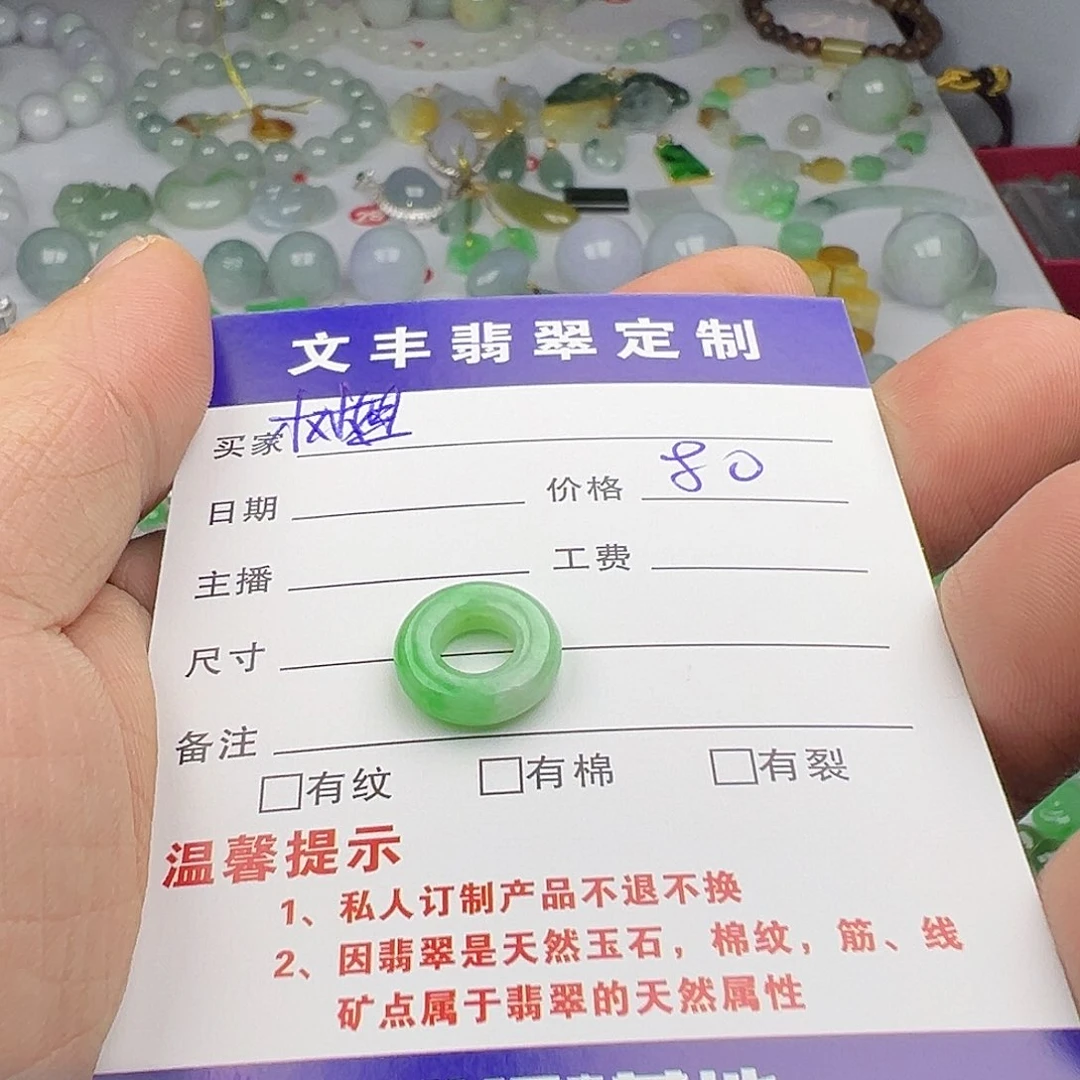 文丰翡翠定制
买家
日期 价格 80
主播 工费
尺寸
备注
□有纹 □有棉 □有裂
温馨提示
1、私人订制产品不退不换
2、因翡翠是天然玉石，棉纹，筋、线
矿点属于翡翠的天然属性